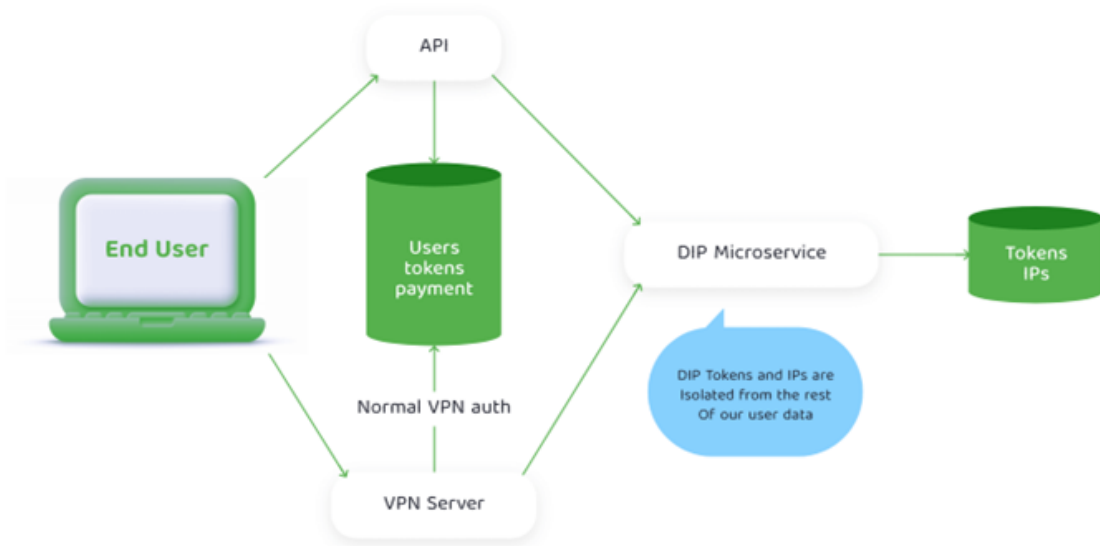 API
End User
Users
tokens
payment
DIP Microservice
Tokens
IPs
DIP Tokens and IPs are
Isolated from the rest
Of our user data
Normal VPN auth
VPN Server